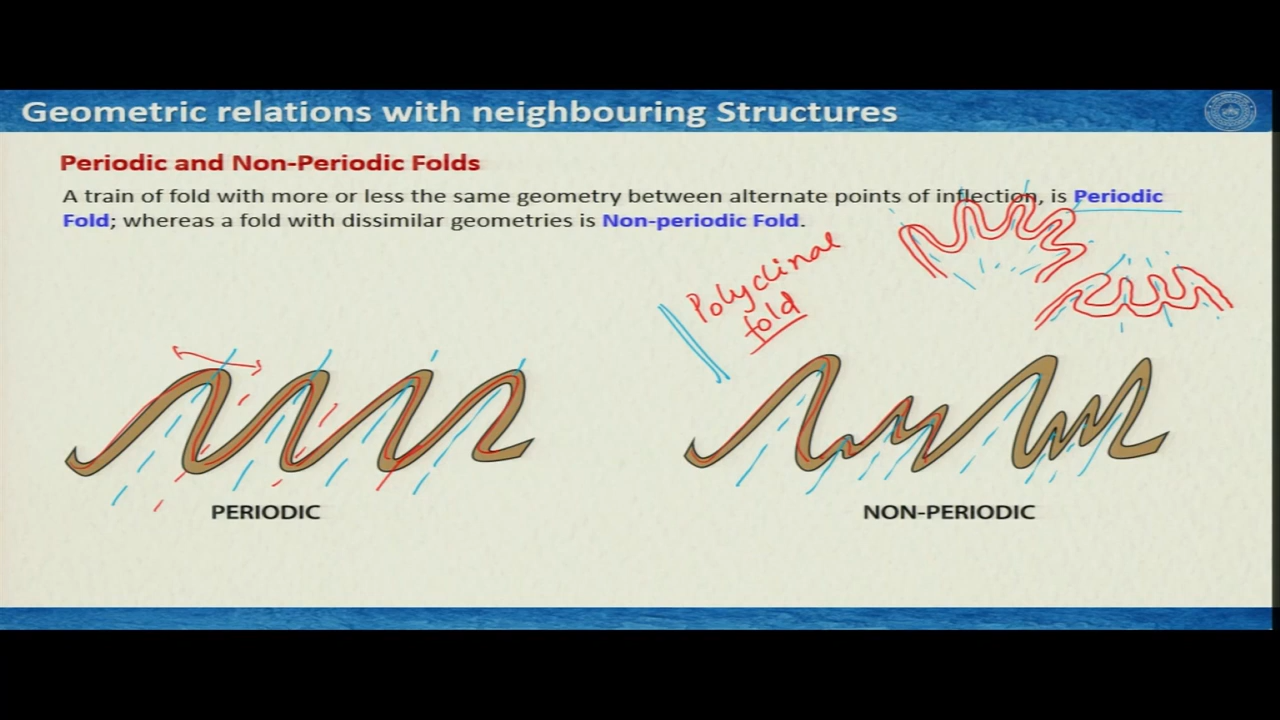 Geometric relations with neighbouring Structures
Periodic and Non-Periodic Folds
A train of fold with more or less the same geometry between alternate points of inflection, is Periodic
Fold; whereas a fold with dissimilar geometries is Non-periodic Fold.
Polyclinal
fold
PERIODIC
NON-PERIODIC